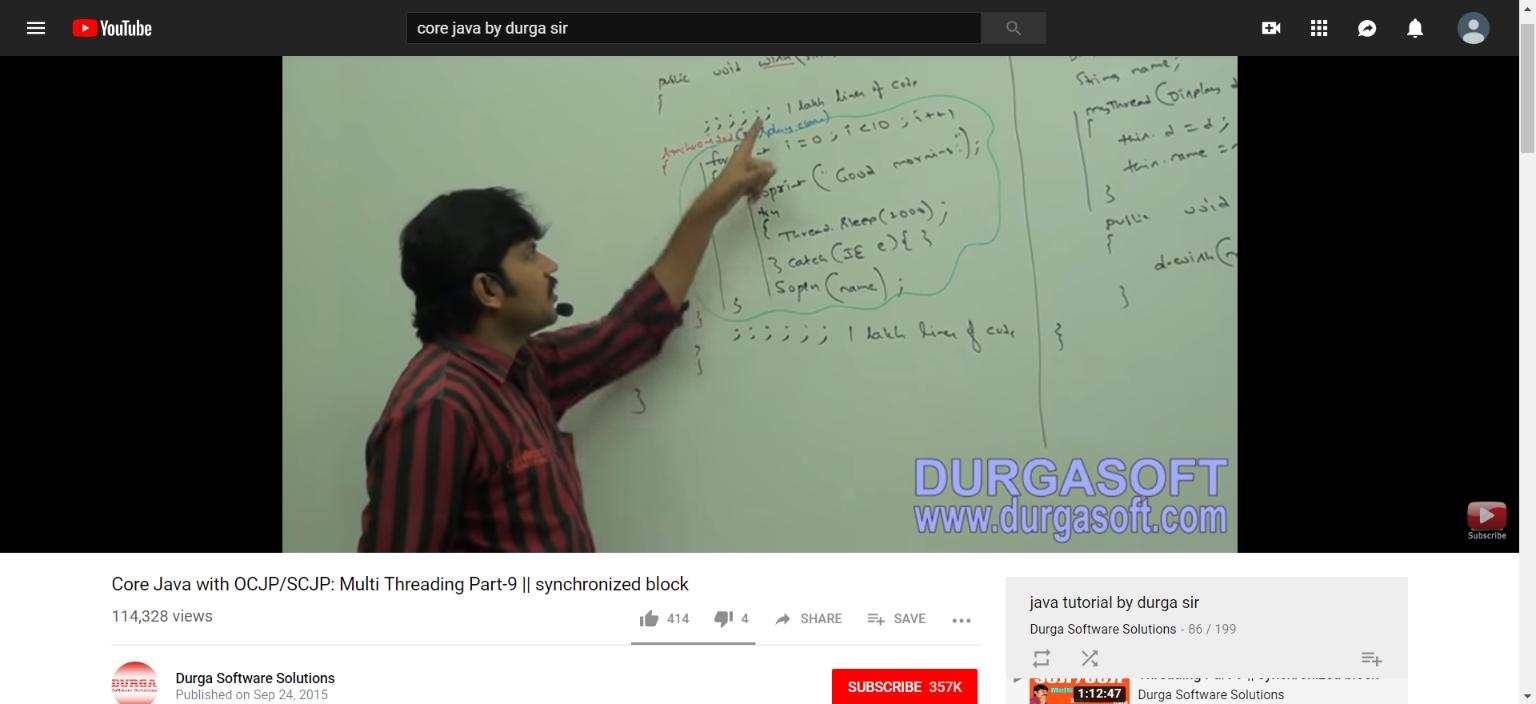 YouTube
core java by durga sir
public void wish(
{
;;;;;; 1 lakh lines of code
synchronized (Display.class)
{
i=0; i<10; i++)
print("Good morning:");
{ Thread.sleep(2000);
} catch(IE e){ }
Sopln(name);
}
}
;;;;;; 1 lakh lines of code
}
}
}
String name;
myThread(Display d
{
this.d = d;
this.name =
}
public void
{
d.wish(
}
DURGASOFT
www.durgasoft.com
Subscribe
Core Java with OCJP/SCJP: Multi Threading Part-9 || synchronized block
114,328 views
414
4
SHARE
SAVE
DURGA
Software Solutions
Durga Software Solutions
Published on Sep 24, 2015
SUBSCRIBE 357K
java tutorial by durga sir
Durga Software Solutions - 86 / 199
1:12:47
Durga Software Solutions